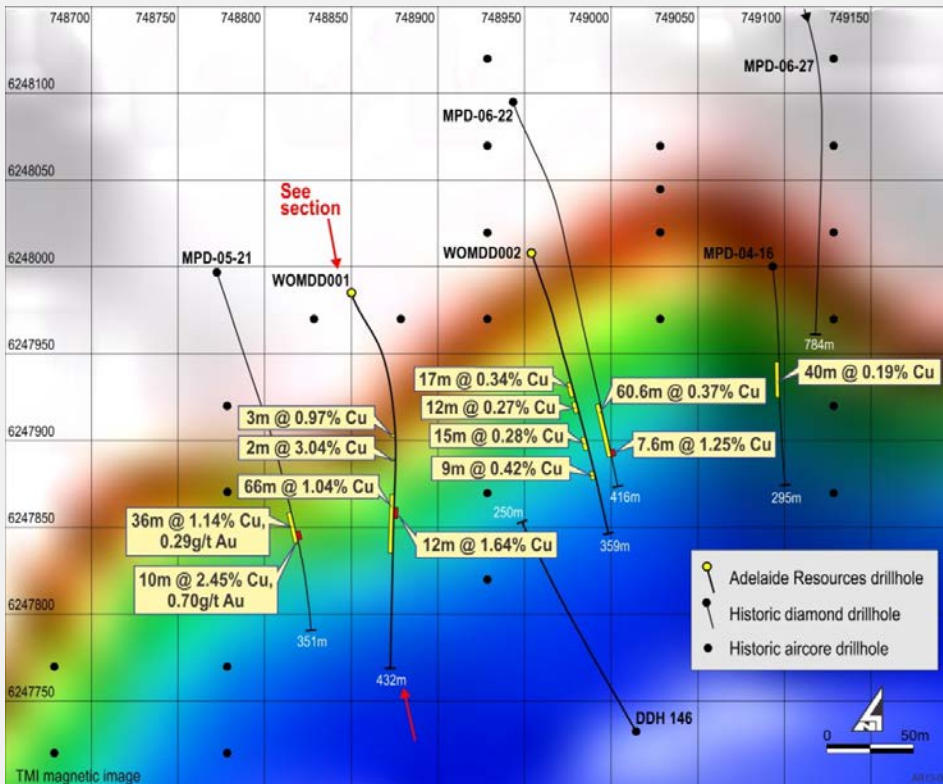 748700
748750
748800
748850
748900
748950
749000
749050
749100
749150
6248100
6248050
6248000
6247950
6247900
6247850
6247800
6247750
MPD-06-27
MPD-06-22
See
section
MPD-05-21
WOMDD001
WOMDD002
MPD-04-16
784m
17m @ 0.34% Cu
12m @ 0.27% Cu
15m @ 0.28% Cu
9m @ 0.42% Cu
60.6m @ 0.37% Cu
7.6m @ 1.25% Cu
40m @ 0.19% Cu
3m @ 0.97% Cu
2m @ 3.04% Cu
66m @ 1.04% Cu
12m @ 1.64% Cu
36m @ 1.14% Cu,
0.29g/t Au
10m @ 2.45% Cu,
0.70g/t Au
250m
416m
295m
359m
351m
432m
DDH 146
Adelaide Resources drillhole
Historic diamond drillhole
Historic aircore drillhole
N
0
50m
TMI magnetic image